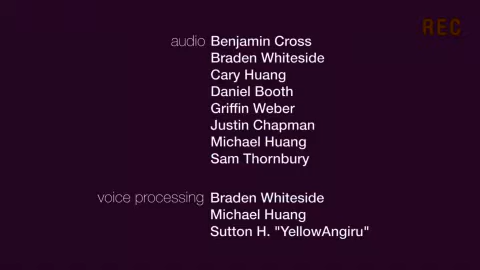 REC
audio Benjamin Cross
Braden Whiteside
Cary Huang
Daniel Booth
Griffin Weber
Justin Chapman
Michael Huang
Sam Thornbury
voice processing Braden Whiteside
Michael Huang
Sutton H. "YellowAngiru"